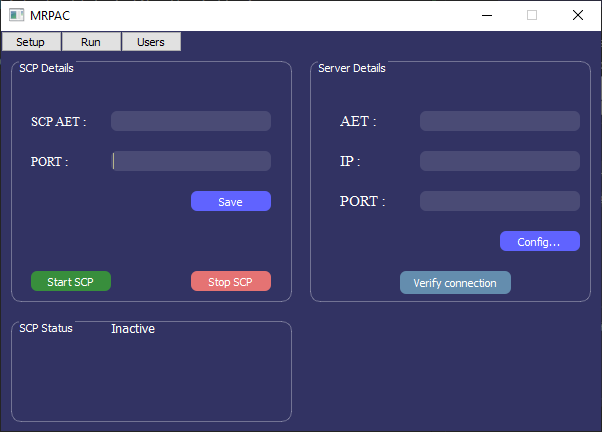 MRPAC
Setup Run Users
SCP Details
SCP AET :
PORT :
Save
Start SCP Stop SCP
Server Details
AET :
IP :
PORT :
Config...
Verify connection
SCP Status Inactive